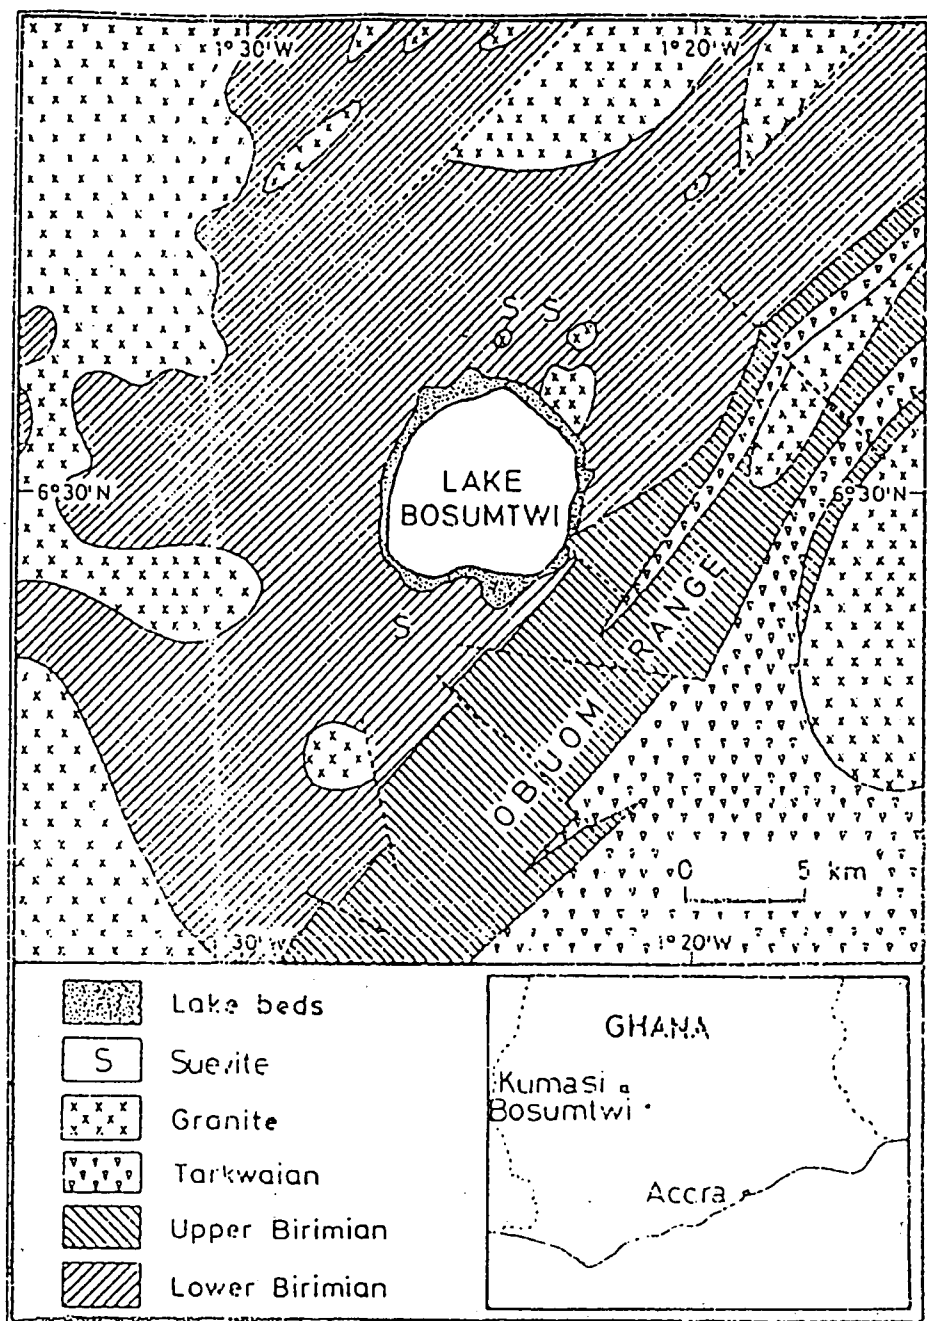 1° 30' W
1° 20' W
S S
LAKE
BOSUMTWI
6°30'N
6°30'N
S
OBUOM RANGE
0 5 km
30' W
1° 20' W
Lake beds
S Suevite
Granite
Tarkwaian
Upper Birimian
Lower Birimian
GHANA
Kumasi
Bosumtwi
Accra